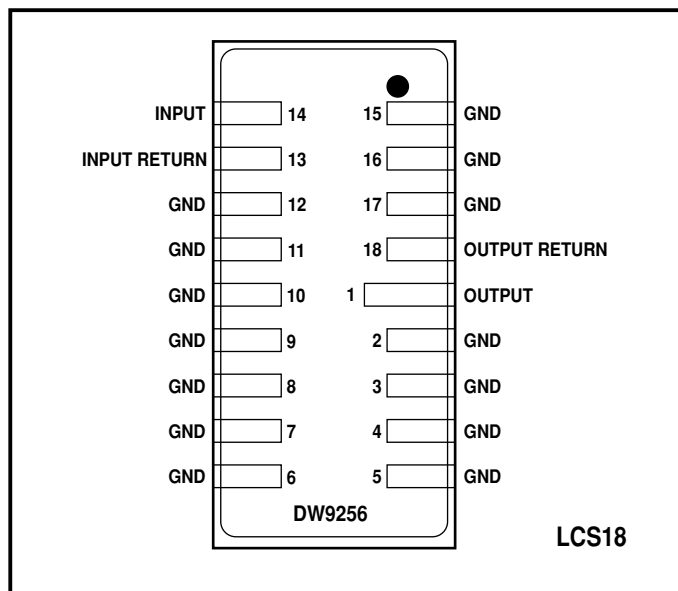 INPUT 14 15 GND
INPUT RETURN 13 16 GND
GND 12 17 GND
GND 11 18 OUTPUT RETURN
GND 10 1 OUTPUT
GND 9 2 GND
GND 8 3 GND
GND 7 4 GND
GND 6 5 GND
DW9256
LCS18